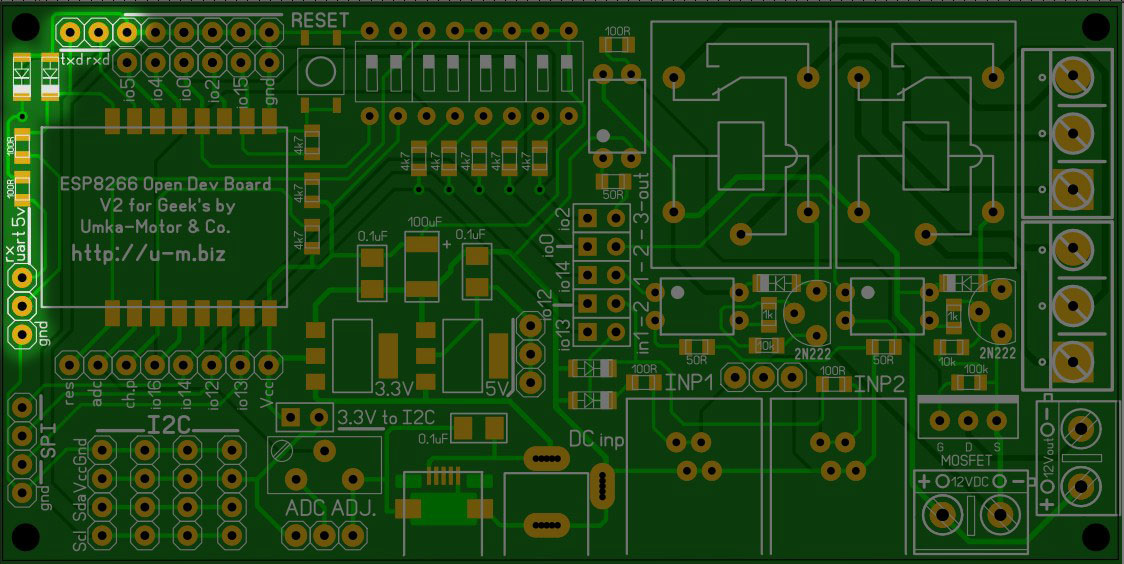 RESET
txd rxd
io5
io4
io0
io2
io15
gnd
100R
100R
100R
4k7
4k7
4k7
4k7
4k7
4k7
4k7
4k7
50R
ESP8266 Open Dev Board
V2 for Geek's by
Umka-Motor & Co.
http://u-m.biz
rx
uart 5v
gnd
0.1uF
100uF
+
0.1uF
io2
io0
io14
io12
io13
in1-2 1-2-3-out
1k
10k
2N222
50R
1k
10k
2N222
50R
100k
res
adc
ch.p
io16
io14
io12
io13
Vcc
3.3V
5V
100R
INP1
100R
INP2
SPI
gnd
I2C
3.3V to I2C
0.1uF
DC inp
Gnd
Vcc
Sda
Scl
ADC ADJ.
G D S
MOSFET
+ 12VDC -
- 12Vout +